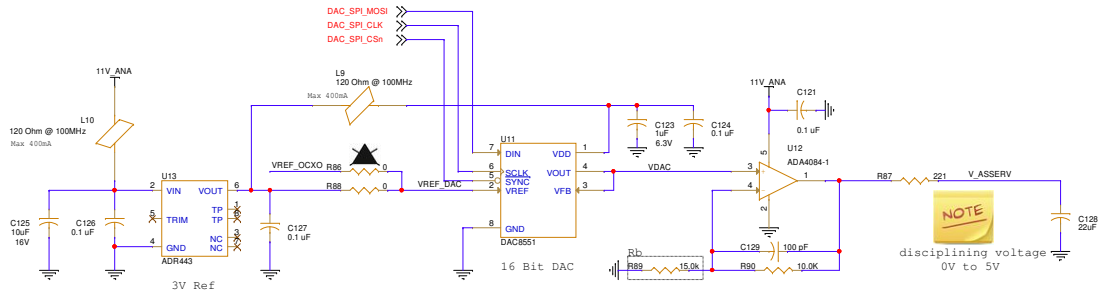 DAC_SPI_MOSI
DAC_SPI_CLK
DAC_SPI_CSn
11V_ANA
L10
120 Ohm @ 100MHz
Max 400mA
L9
120 Ohm @ 100MHz
Max 400mA
11V_ANA
C121
0.1 uF
C123
1uF
6.3V
C124
0.1 uF
U12
ADA4084-1
5
3
4
1
2
U11
7 DIN VDD 1
6 SCLK VOUT 4
5 SYNC
2 VREF VFB 3
8 GND
DAC8551
16 Bit DAC
VDAC
VREF_OCXO
R86 0
R88 0
VREF_DAC
U13
2 VIN VOUT 6
TP 1
5 TRIM TP 8
NC 3
4 GND NC 7
ADR443
3V Ref
C125
10uF
16V
C126
0.1 uF
C127
0.1 uF
R87 221
V_ASSERV
C128
22uF
NOTE
disciplining voltage
0V to 5V
C129 100 pF
Rb
R89 15.0k
R90 10.0K